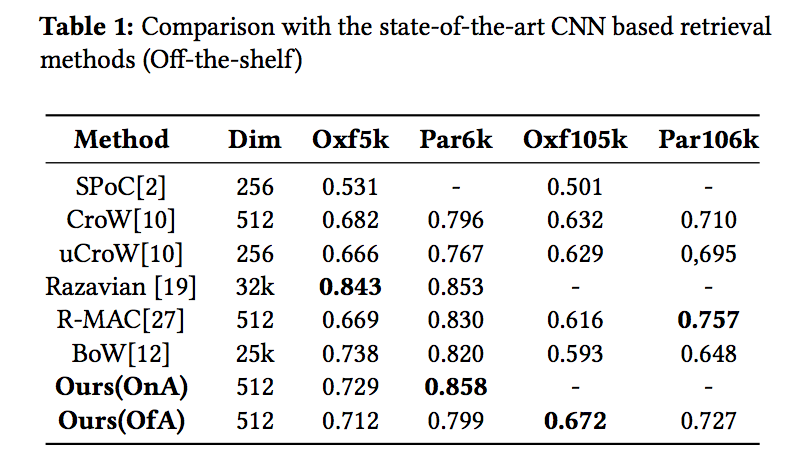 Table 1: Comparison with the state-of-the-art CNN based retrieval
methods (Off-the-shelf)
Method Dim Oxf5k Par6k Oxf105k Par106k
SPoC[2] 256 0.531 - 0.501 -
CroW[10] 512 0.682 0.796 0.632 0.710
uCroW[10] 256 0.666 0.767 0.629 0,695
Razavian [19] 32k 0.843 0.853 - -
R-MAC[27] 512 0.669 0.830 0.616 0.757
BoW[12] 25k 0.738 0.820 0.593 0.648
Ours(OnA) 512 0.729 0.858 - -
Ours(OfA) 512 0.712 0.799 0.672 0.727